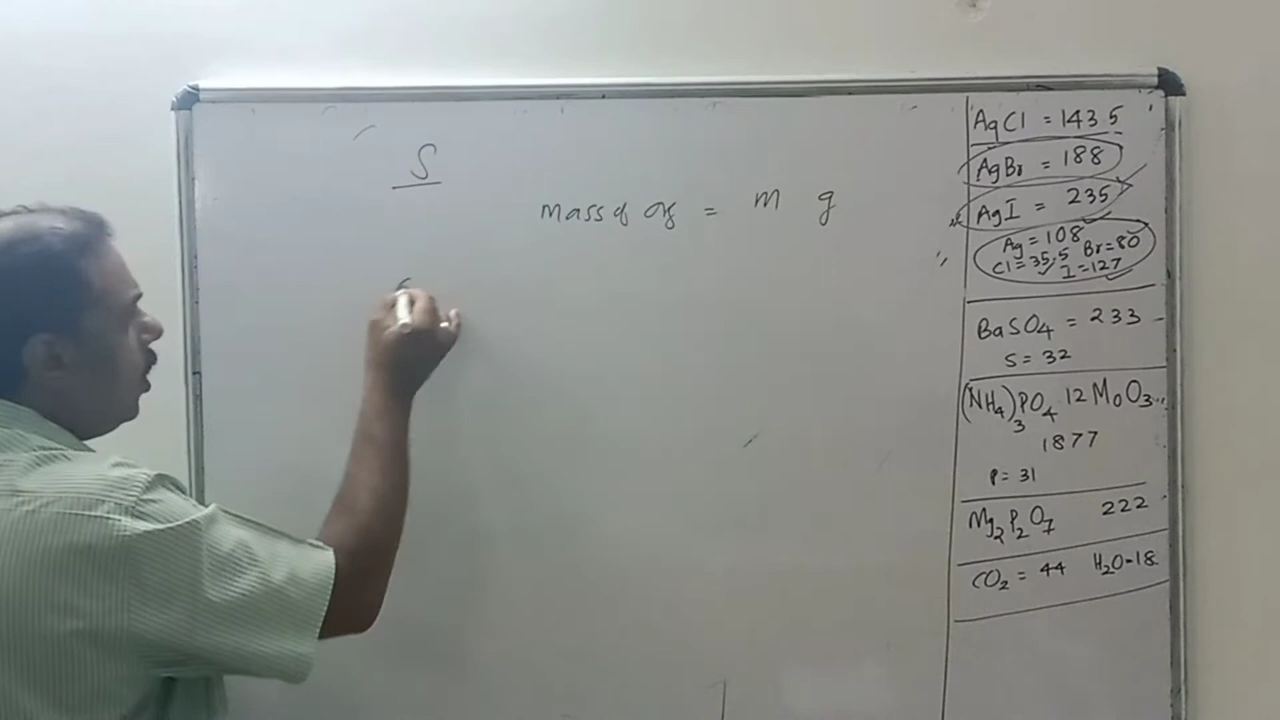 S
mass of org = m g
AgCl = 143 5
AgBr = 188
AgI = 235
Ag = 108
Cl = 35.5 Br = 80
I = 127
BaSO4 = 233
S = 32
(NH4)3PO4 12MoO3
1877
P = 31
Mg2P2O7 222
CO2 = 44 H2O-18